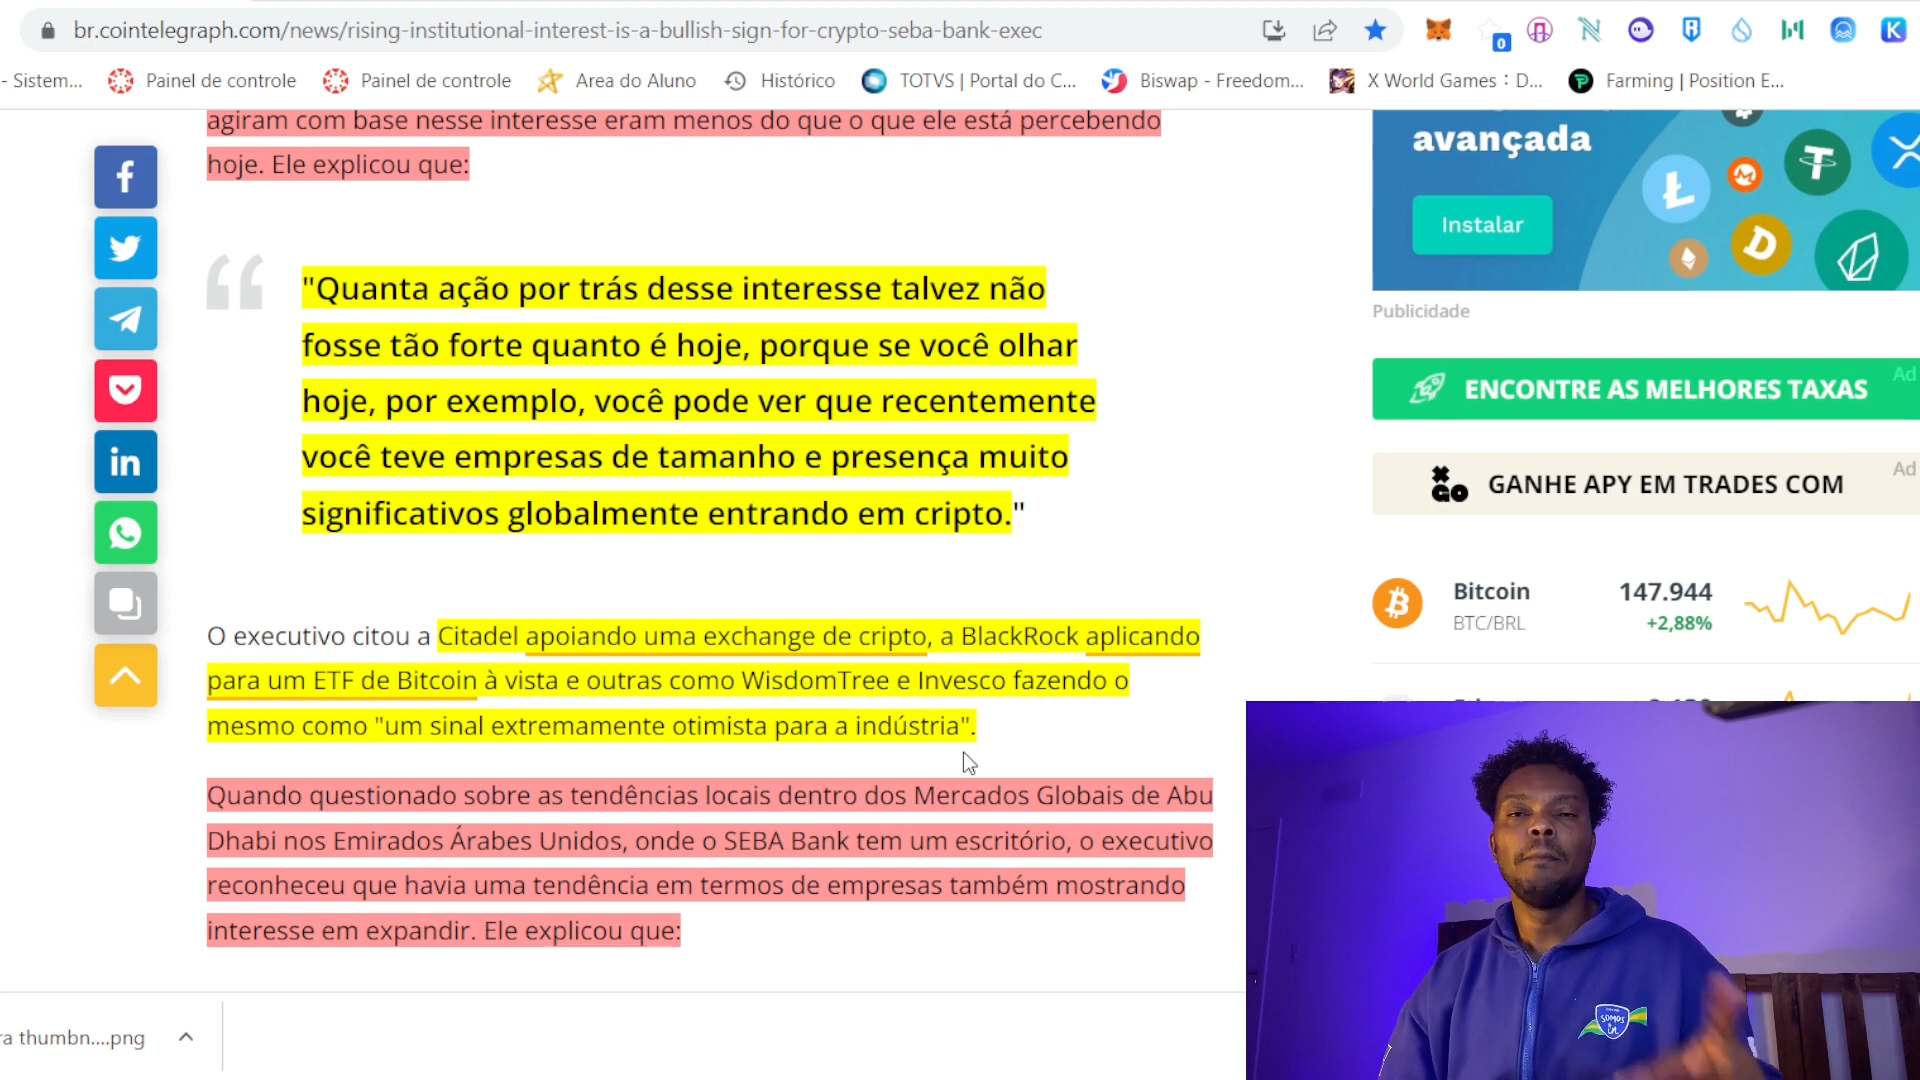 br.cointelegraph.com/news/rising-institutional-interest-is-a-bullish-sign-for-crypto-seba-bank-exec
0
- Sistem...
Painel de controle
Painel de controle
Area do Aluno
Histórico
TOTVS | Portal do C...
Biswap - Freedom...
X World Games : D...
Farming | Position E...
agiram com base nesse interesse eram menos do que o que ele está percebendo
hoje. Ele explicou que:
"Quanta ação por trás desse interesse talvez não
fosse tão forte quanto é hoje, porque se você olhar
hoje, por exemplo, você pode ver que recentemente
você teve empresas de tamanho e presença muito
significativos globalmente entrando em cripto."
O executivo citou a Citadel apoiando uma exchange de cripto, a BlackRock aplicando
para um ETF de Bitcoin à vista e outras como WisdomTree e Invesco fazendo o
mesmo como "um sinal extremamente otimista para a indústria".
Quando questionado sobre as tendências locais dentro dos Mercados Globais de Abu
Dhabi nos Emirados Árabes Unidos, onde o SEBA Bank tem um escritório, o executivo
reconheceu que havia uma tendência em termos de empresas também mostrando
interesse em expandir. Ele explicou que:
avançada
Instalar
Publicidade
Ad
ENCONTRE AS MELHORES TAXAS
Ad
GANHE APY EM TRADES COM
Bitcoin 147.944
BTC/BRL +2,88%
ra thumbn....png
SOMOS